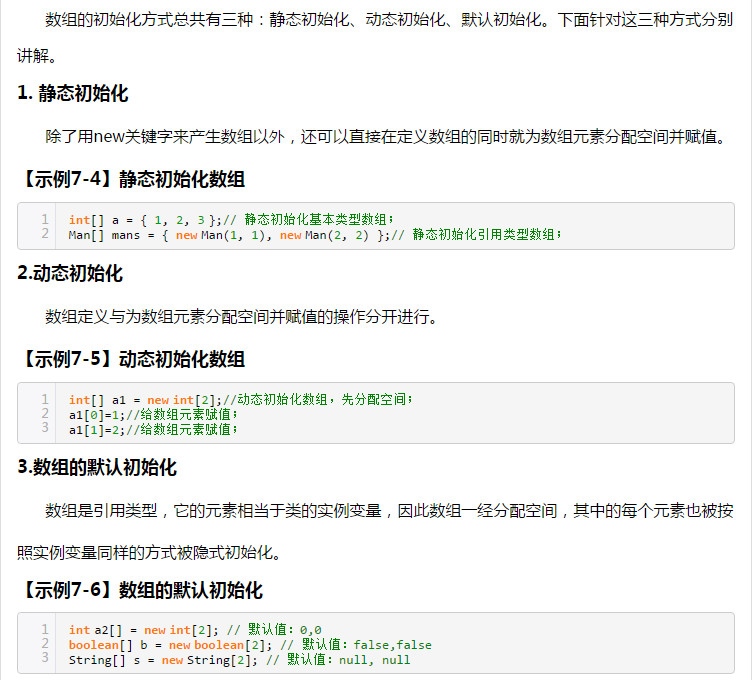 数组的初始化方式总共有三种：静态初始化、动态初始化、默认初始化。下面针对这三种方式分别
讲解。
1. 静态初始化
除了用new关键字来产生数组以外，还可以直接在定义数组的同时就为数组元素分配空间并赋值。
【示例7-4】静态初始化数组
1 int[] a = { 1, 2, 3 };// 静态初始化基本类型数组；
2 Man[] mans = { new Man(1, 1), new Man(2, 2) };// 静态初始化引用类型数组；
2.动态初始化
数组定义与为数组元素分配空间并赋值的操作分开进行。
【示例7-5】动态初始化数组
1 int[] a1 = new int[2];//动态初始化数组，先分配空间；
2 a1[0]=1;//给数组元素赋值；
3 a1[1]=2;//给数组元素赋值；
3.数组的默认初始化
数组是引用类型，它的元素相当于类的实例变量，因此数组一经分配空间，其中的每个元素也被按
照实例变量同样的方式被隐式初始化。
【示例7-6】数组的默认初始化
1 int a2[] = new int[2]; // 默认值：0,0
2 boolean[] b = new boolean[2]; // 默认值：false,false
3 String[] s = new String[2]; // 默认值：null, null